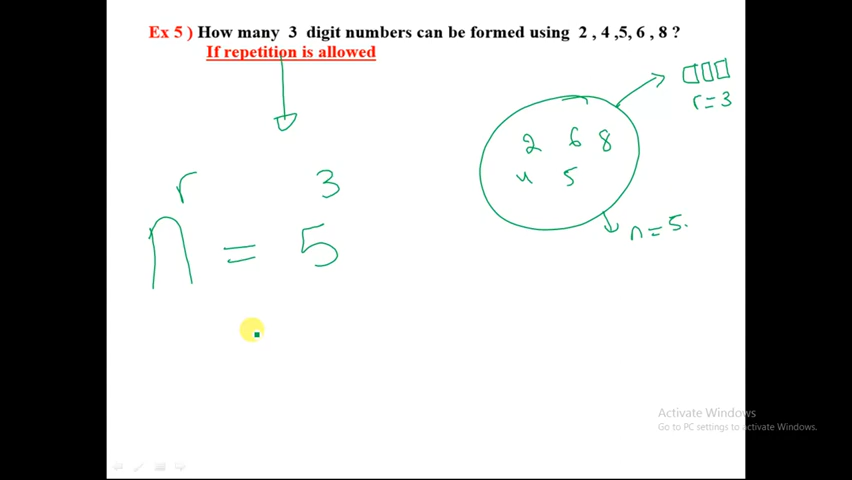 Ex 5 ) How many 3 digit numbers can be formed using 2 , 4 ,5, 6 , 8 ?
If repetition is allowed
r = 3
2 6 8
4 5
n = 5.
r 3
n = 5
Activate Windows
Go to PC settings to activate Windows.